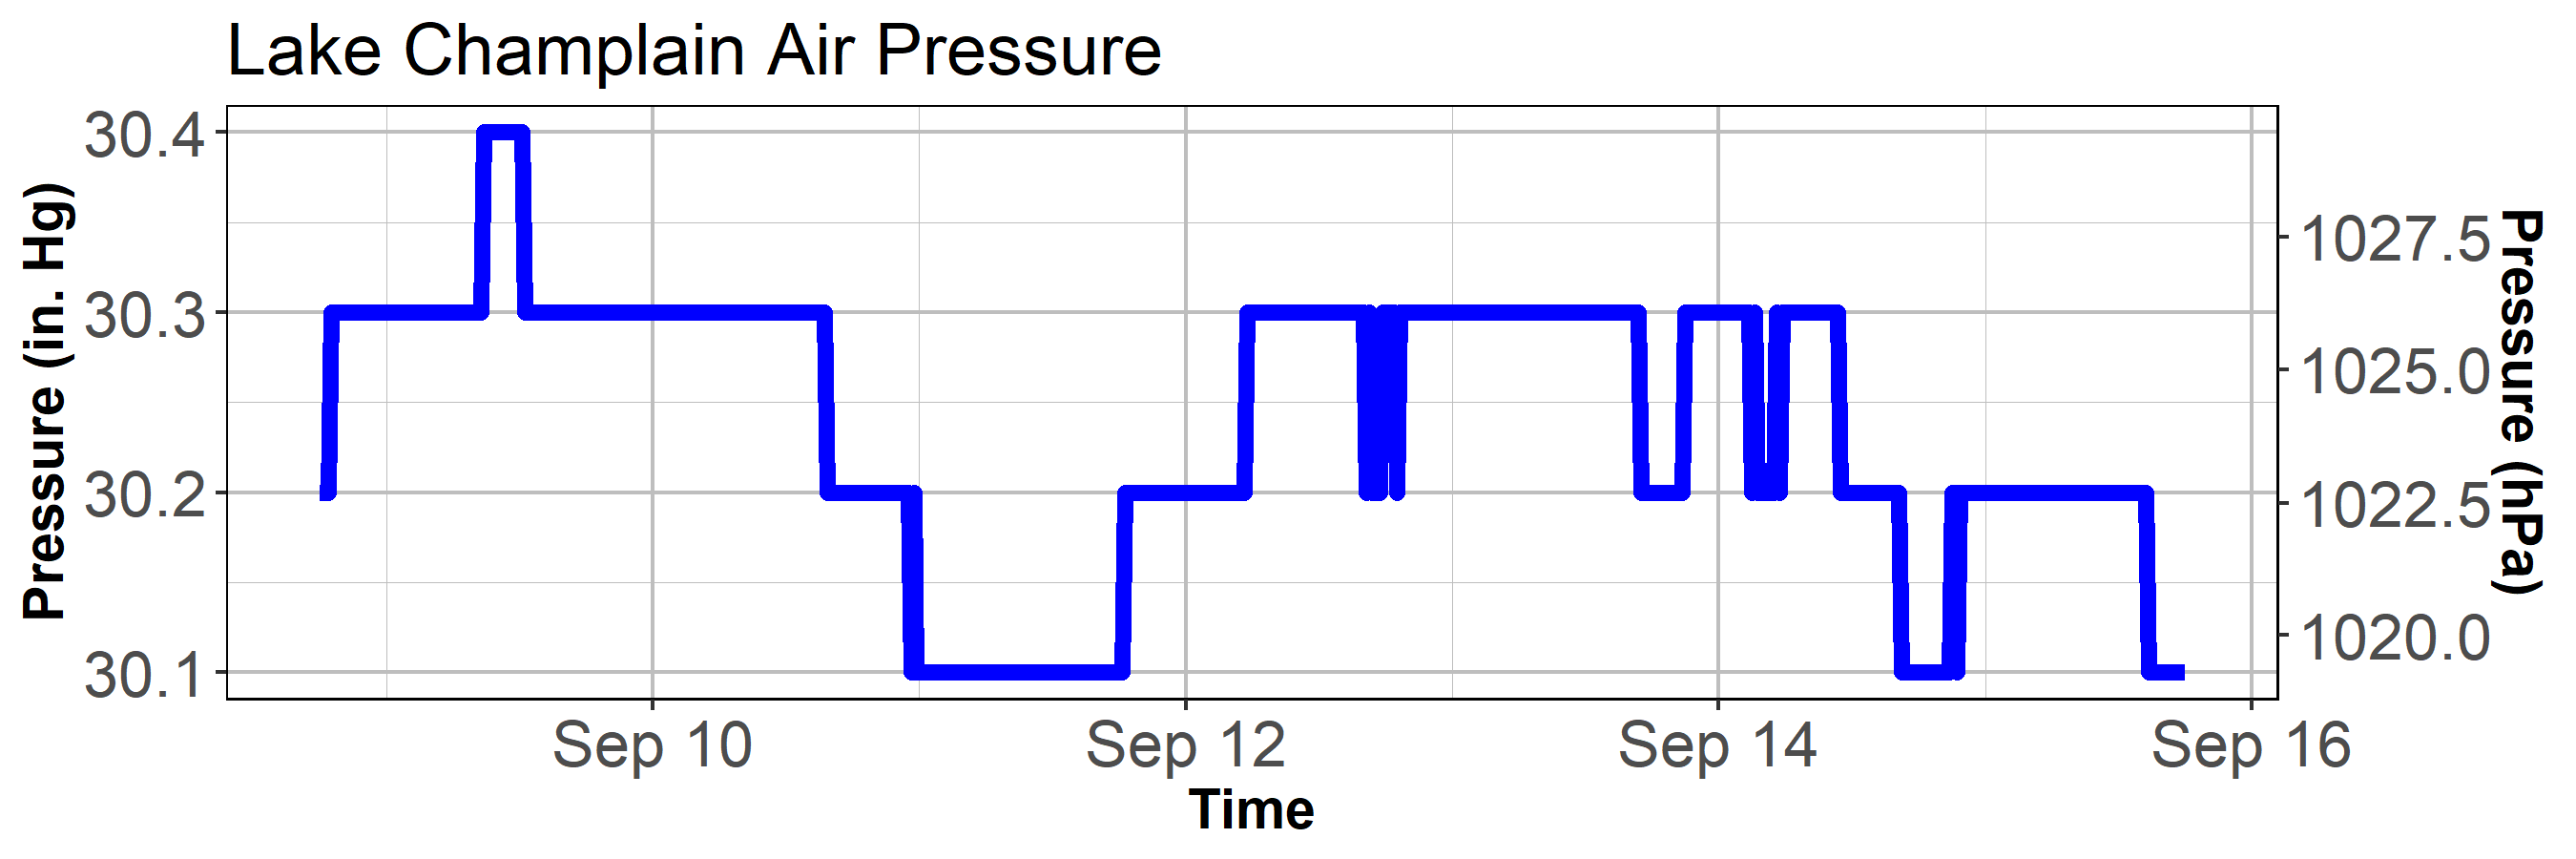 Lake Champlain Air Pressure
Pressure (in. Hg)
30.4
30.3
30.2
30.1
1027.5
1025.0
1022.5
1020.0
Pressure (hPa)
Sep 10
Sep 12
Sep 14
Sep 16
Time